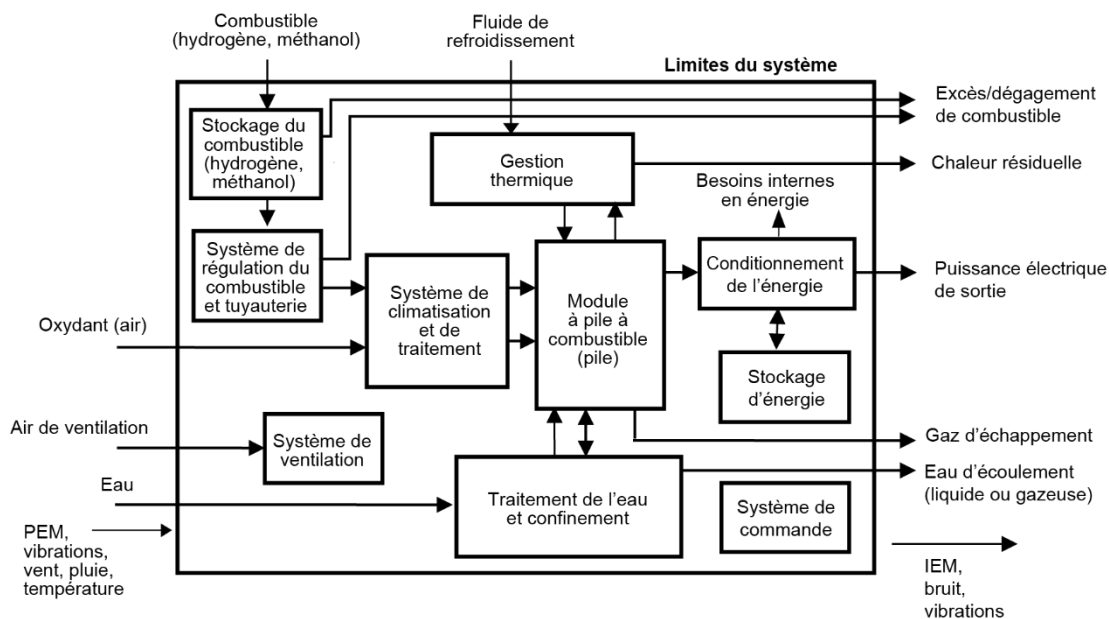 Combustible
(hydrogène, méthanol)
Fluide de
refroidissement
Limites du système
Stockage du
combustible
(hydrogène,
méthanol)
Excès/dégagement
de combustible
Gestion
thermique
Chaleur résiduelle
Besoins internes
en énergie
Système de
régulation du
combustible
et tuyauterie
Système de
climatisation
et de
traitement
Module
à pile à
combustible
(pile)
Conditionnement
de l’énergie
Puissance électrique
de sortie
Oxydant (air)
Stockage
d’énergie
Air de ventilation
Système de
ventilation
Gaz d’échappement
Eau
Traitement de l’eau
et confinement
Eau d’écoulement
(liquide ou gazeuse)
Système de
commande
PEM,
vibrations,
vent, pluie,
température
IEM,
bruit,
vibrations